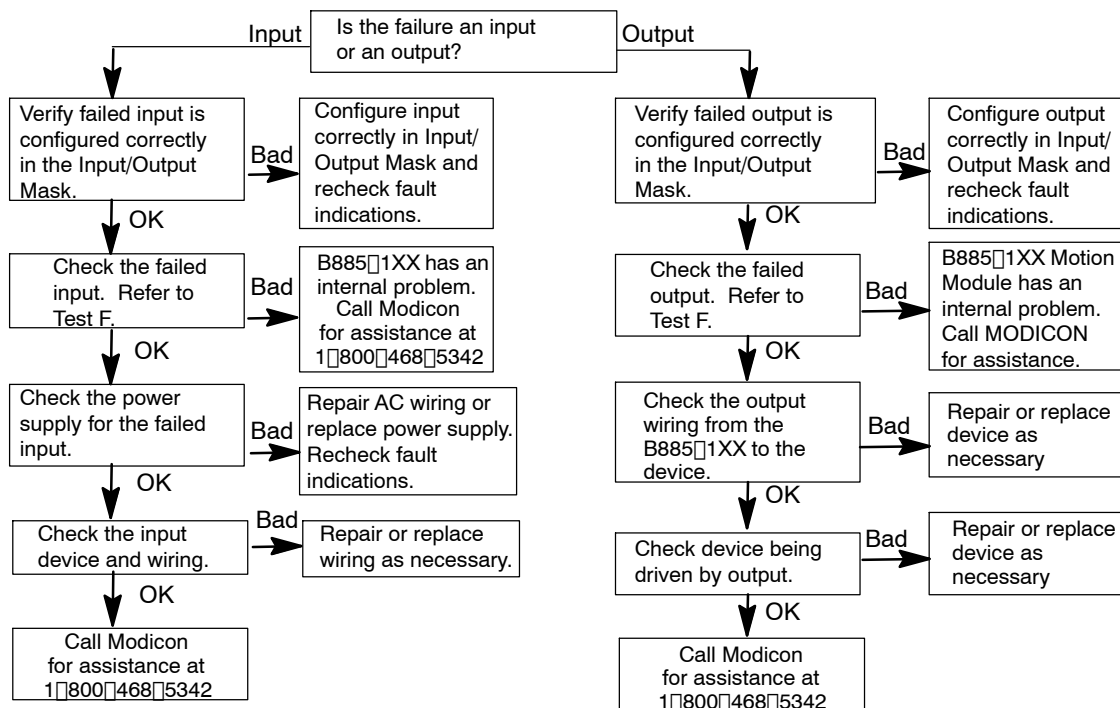 Is the failure an input
or an output?
Input
Output
Verify failed input is
configured correctly
in the Input/Output
Mask.
Bad
Configure input
correctly in Input/
Output Mask and
recheck fault
indications.
OK
Check the failed
input. Refer to
Test F.
Bad
B885▯1XX has an
internal problem.
Call Modicon
for assistance at
1▯800▯468▯5342
OK
Check the power
supply for the failed
input.
Bad
Repair AC wiring or
replace power supply.
Recheck fault
indications.
OK
Check the input
device and wiring.
Bad
Repair or replace
wiring as necessary.
OK
Call Modicon
for assistance at
1▯800▯468▯5342
Verify failed output is
configured correctly
in the Input/Output
Mask.
Bad
Configure output
correctly in Input/
Output Mask and
recheck fault
indications.
OK
Check the failed
output. Refer to
Test F.
Bad
B885▯1XX Motion
Module has an
internal problem.
Call MODICON
for assistance.
OK
Check the output
wiring from the
B885▯1XX to the
device.
Bad
Repair or replace
device as
necessary
OK
Check device being
driven by output.
Bad
Repair or replace
device as
necessary
OK
Call Modicon
for assistance at
1▯800▯468▯5342